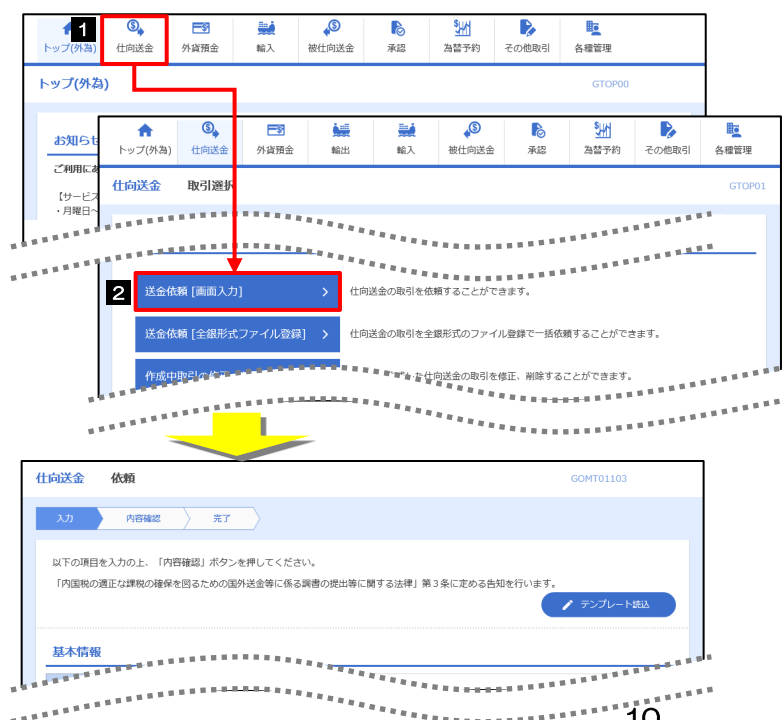 1
トップ(外為) 仕向送金 外貨預金 輸入 被仕向送金 承認 為替予約 その他取引 各種管理
トップ(外為) GTOP00
お知らせ
ご利用にあ
【サービス
・月曜日～
トップ(外為) 仕向送金 外貨預金 輸出 輸入 被仕向送金 承認 為替予約 その他取引 各種管理
仕向送金 取引選択 GTOP01
2
送金依頼 [画面入力] 仕向送金の取引を依頼することができます。
送金依頼 [全銀形式ファイル登録] 仕向送金の取引を全銀形式のファイル登録で一括依頼することができます。
作成中取引の修正 仕向送金の取引を修正、削除することができます。
仕向送金 依頼 GOMT01103
入力 内容確認 完了
以下の項目を入力の上、「内容確認」ボタンを押してください。
「内国税の適正な課税の確保を図るための国外送金等に係る調書の提出等に関する法律」第３条に定める告知を行います。
テンプレート読込
基本情報
10